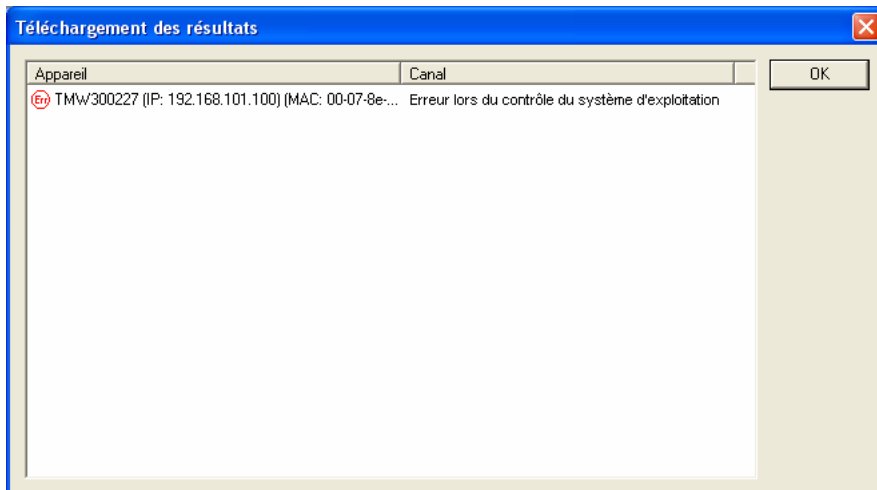 Téléchargement des résultats
Appareil Canal OK
Err TMW300227 (IP: 192.168.101.100) (MAC: 00-07-8e-... Erreur lors du contrôle du système d'exploitation